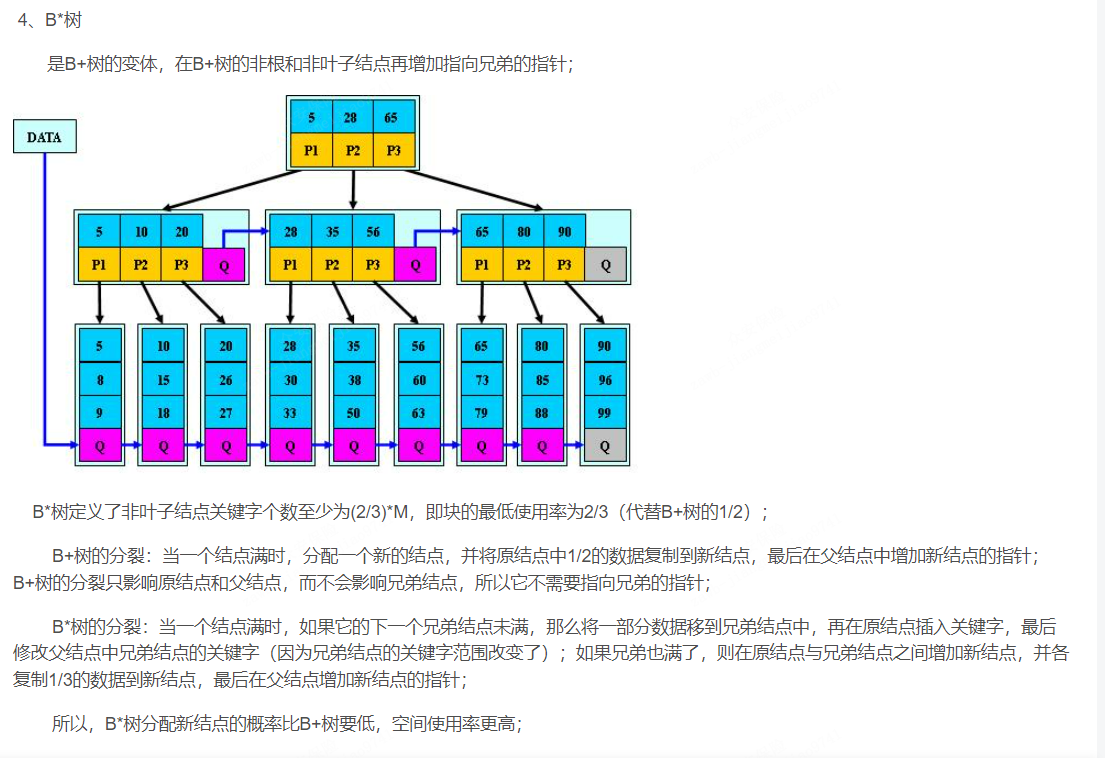 4、B*树
是B+树的变体，在B+树的非根和非叶子结点再增加指向兄弟的指针；
5 28 65
DATA
P1 P2 P3
5 10 20 28 35 56 65 80 90
P1 P2 P3 Q P1 P2 P3 Q P1 P2 P3 Q
5 10 20 28 35 56 65 80 90
8 15 26 30 38 60 73 85 96
9 18 27 33 50 63 79 88 99
Q Q Q Q Q Q Q Q Q
B*树定义了非叶子结点关键字个数至少为(2/3)*M，即块的最低使用率为2/3（代替B+树的1/2）；
B+树的分裂：当一个结点满时，分配一个新的结点，并将原结点中1/2的数据复制到新结点，最后在父结点中增加新结点的指针；
B+树的分裂只影响原结点和父结点，而不会影响兄弟结点，所以它不需要指向兄弟的指针；
B*树的分裂：当一个结点满时，如果它的下一个兄弟结点未满，那么将一部分数据移到兄弟结点中，再在原结点插入关键字，最后
修改父结点中兄弟结点的关键字（因为兄弟结点的关键字范围改变了）；如果兄弟也满了，则在原结点与兄弟结点之间增加新结点，并各
复制1/3的数据到新结点，最后在父结点增加新结点的指针；
所以，B*树分配新结点的概率比B+树要低，空间使用率更高；